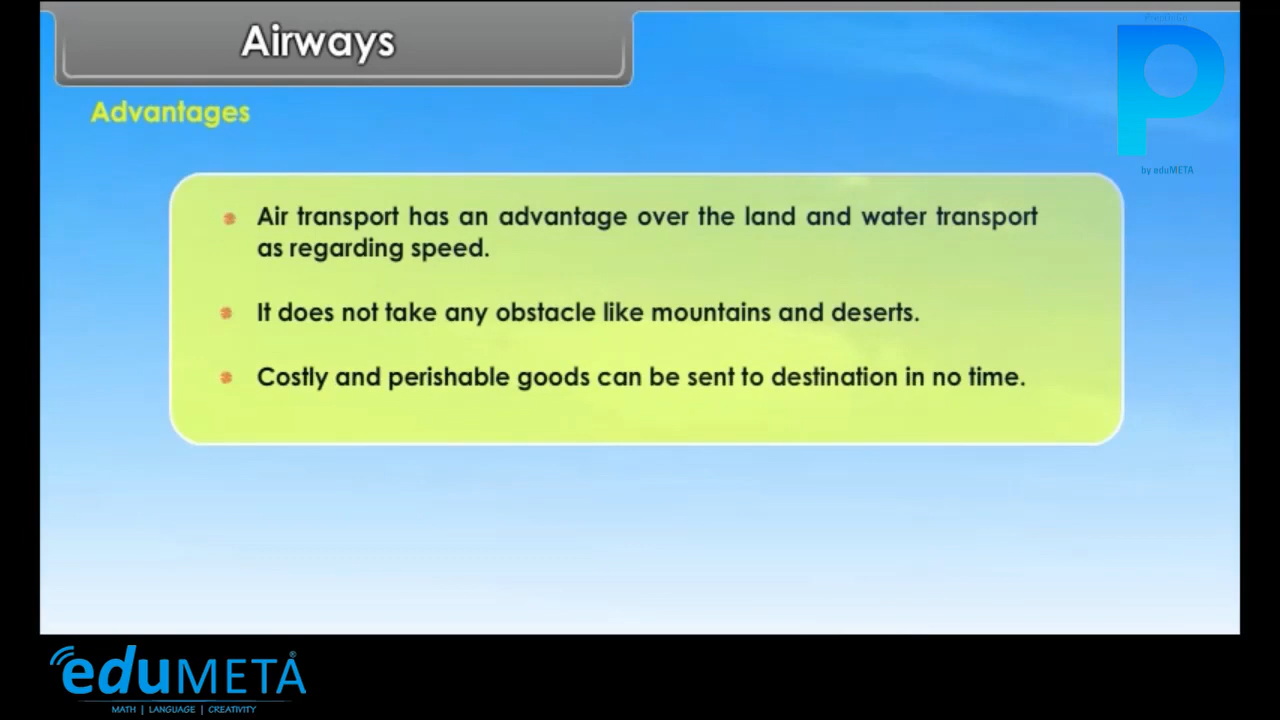 Airways
Advantages
by eduMETA
Air transport has an advantage over the land and water transport
as regarding speed.
It does not take any obstacle like mountains and deserts.
Costly and perishable goods can be sent to destination in no time.
eduMETA®
MATH | LANGUAGE | CREATIVITY